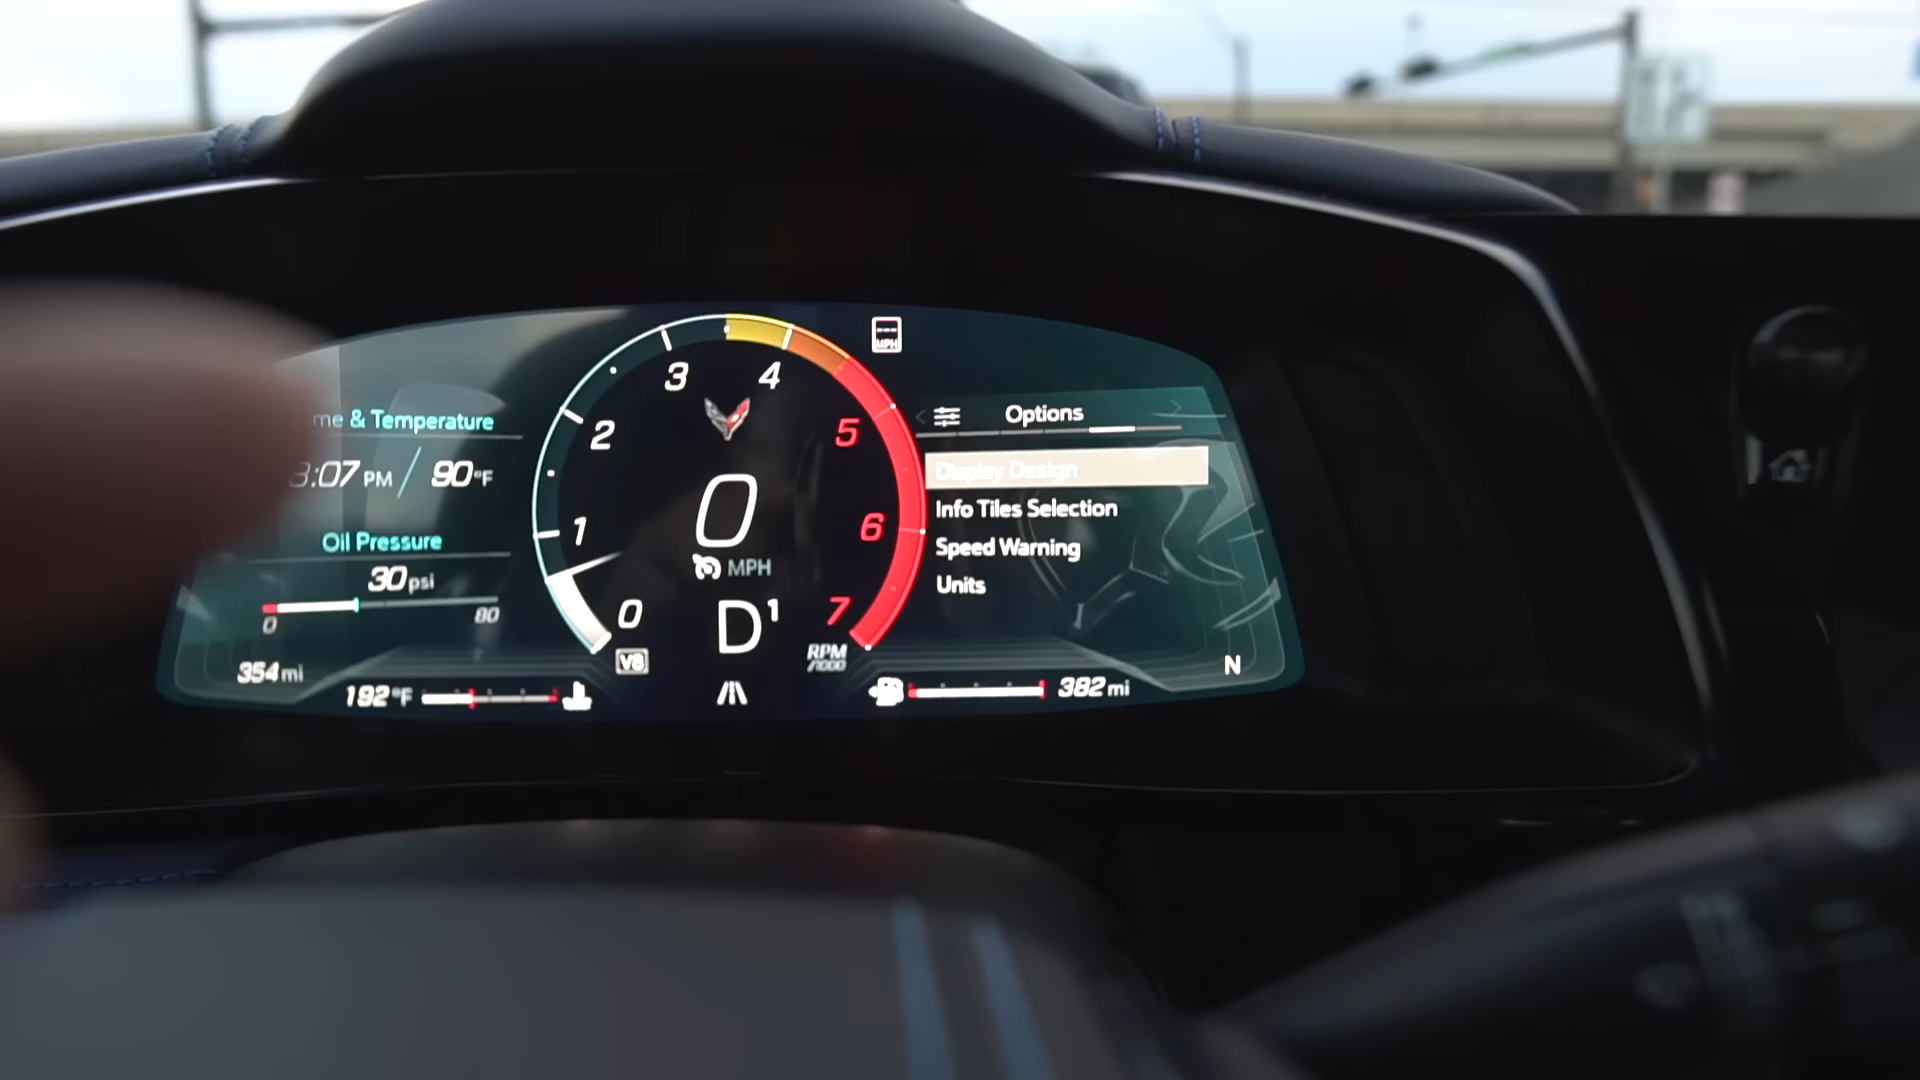 me & Temperature
:07 PM / 90°F
Oil Pressure
30 psi
0 80
354 mi
192°F
0
1
2
3
4
5
6
7
RPM
/1000
0
MPH
D1
V8
--- MPH
Options
Display Design
Info Tiles Selection
Speed Warning
Units
382 mi
N